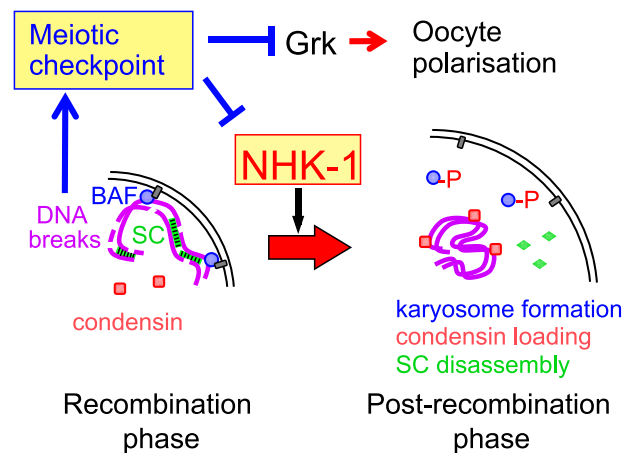 Meiotic
checkpoint
Grk
Oocyte
polarisation
NHK-1
BAF
DNA
breaks
SC
condensin
-P
-P
karyosome formation
condensin loading
SC disassembly
Recombination
phase
Post-recombination
phase